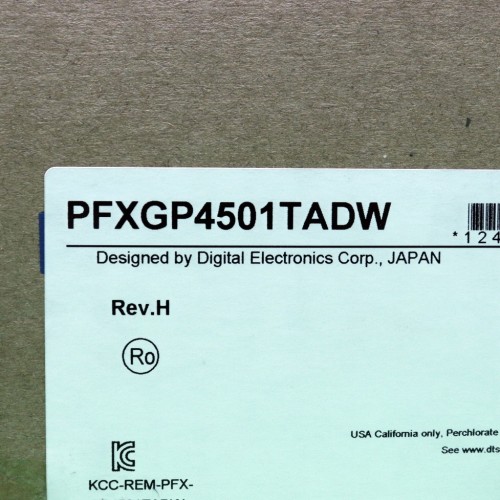 PFXGP4501TADW
*124
Designed by Digital Electronics Corp., JAPAN
Rev.H
Ro
USA California only, Perchlorate
See www.dts
KCC-REM-PFX-